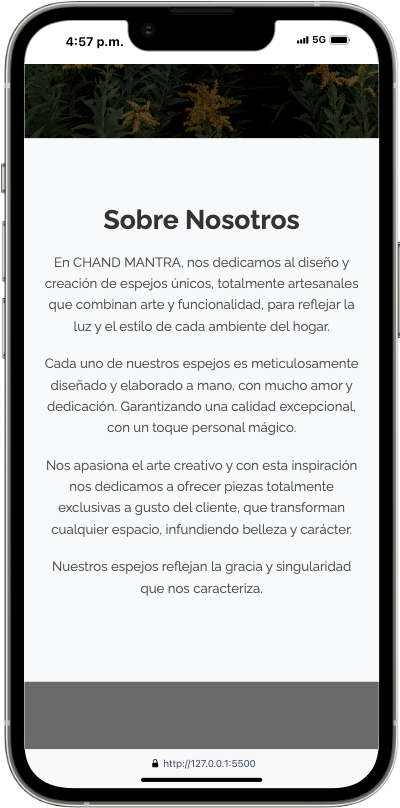 4:57 p.m.
5G
Sobre Nosotros
En CHAND MANTRA, nos dedicamos al diseño y
creación de espejos únicos, totalmente artesanales
que combinan arte y funcionalidad, para reflejar la
luz y el estilo de cada ambiente del hogar.
Cada uno de nuestros espejos es meticulosamente
diseñado y elaborado a mano, con mucho amor y
dedicación. Garantizando una calidad excepcional,
con un toque personal mágico.
Nos apasiona el arte creativo y con esta inspiración
nos dedicamos a ofrecer piezas totalmente
exclusivas a gusto del cliente, que transforman
cualquier espacio, infundiendo belleza y carácter.
Nuestros espejos reflejan la gracia y singularidad
que nos caracteriza.
http://127.0.0.1:5500